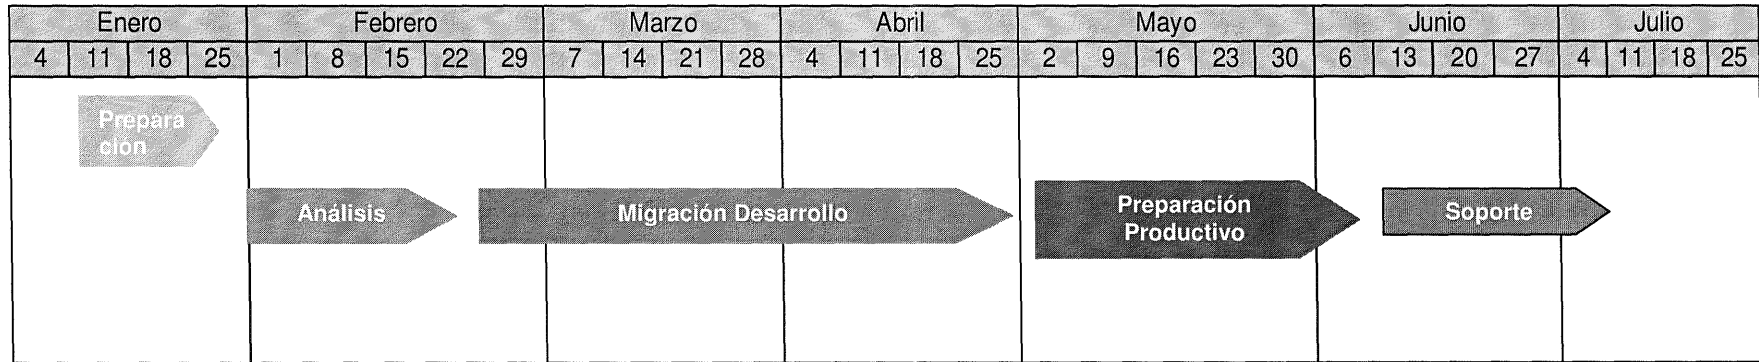 Enero Febrero Marzo Abril Mayo Junio Julio
4 11 18 25 1 8 15 22 29 7 14 21 28 4 11 18 25 2 9 16 23 30 6 13 20 27 4 11 18 25
Prepara
ción
Análisis
Migración Desarrollo
Preparación
Productivo
Soporte